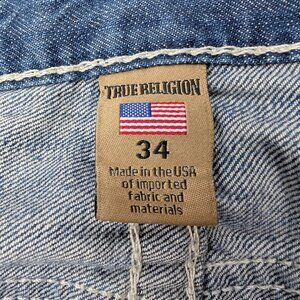 TRUE RELIGION
34
Made in the USA
of imported
fabric and
materials